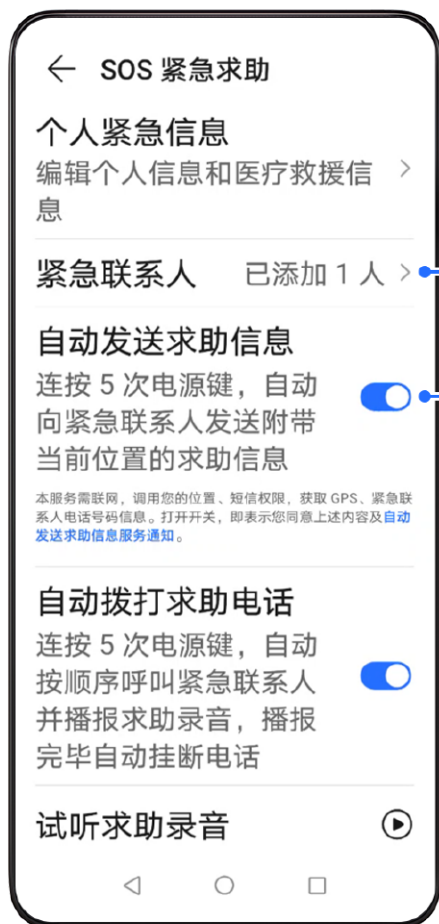 SOS 紧急求助
个人紧急信息
编辑个人信息和医疗救援信
息
紧急联系人 已添加 1 人
自动发送求助信息
连按 5 次电源键，自动
向紧急联系人发送附带
当前位置的求助信息
本服务需联网，调用您的位置、短信权限，获取 GPS、紧急联
系人电话号码信息。打开开关，即表示您同意上述内容及自动
发送求助信息服务通知。
自动拨打求助电话
连按 5 次电源键，自动
按顺序呼叫紧急联系人
并播报求助录音，播报
完毕自动挂断电话
试听求助录音